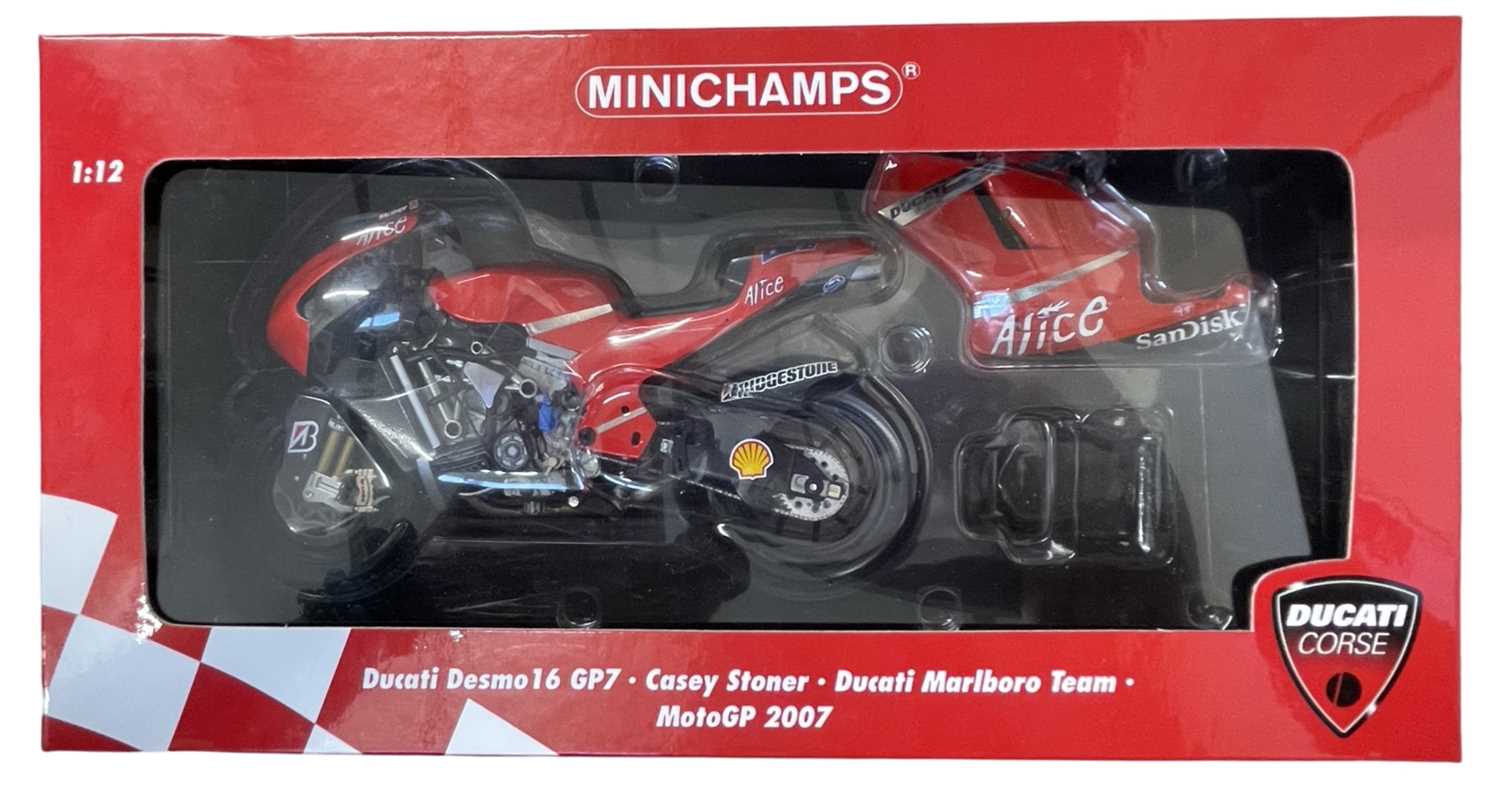 MINICHAMPS®
1:12
DUCATI
Alice
Alice
Alice
SanDisk
BRIDGESTONE
B
DUCATI
CORSE
Ducati Desmo16 GP7 · Casey Stoner · Ducati Marlboro Team ·
MotoGP 2007